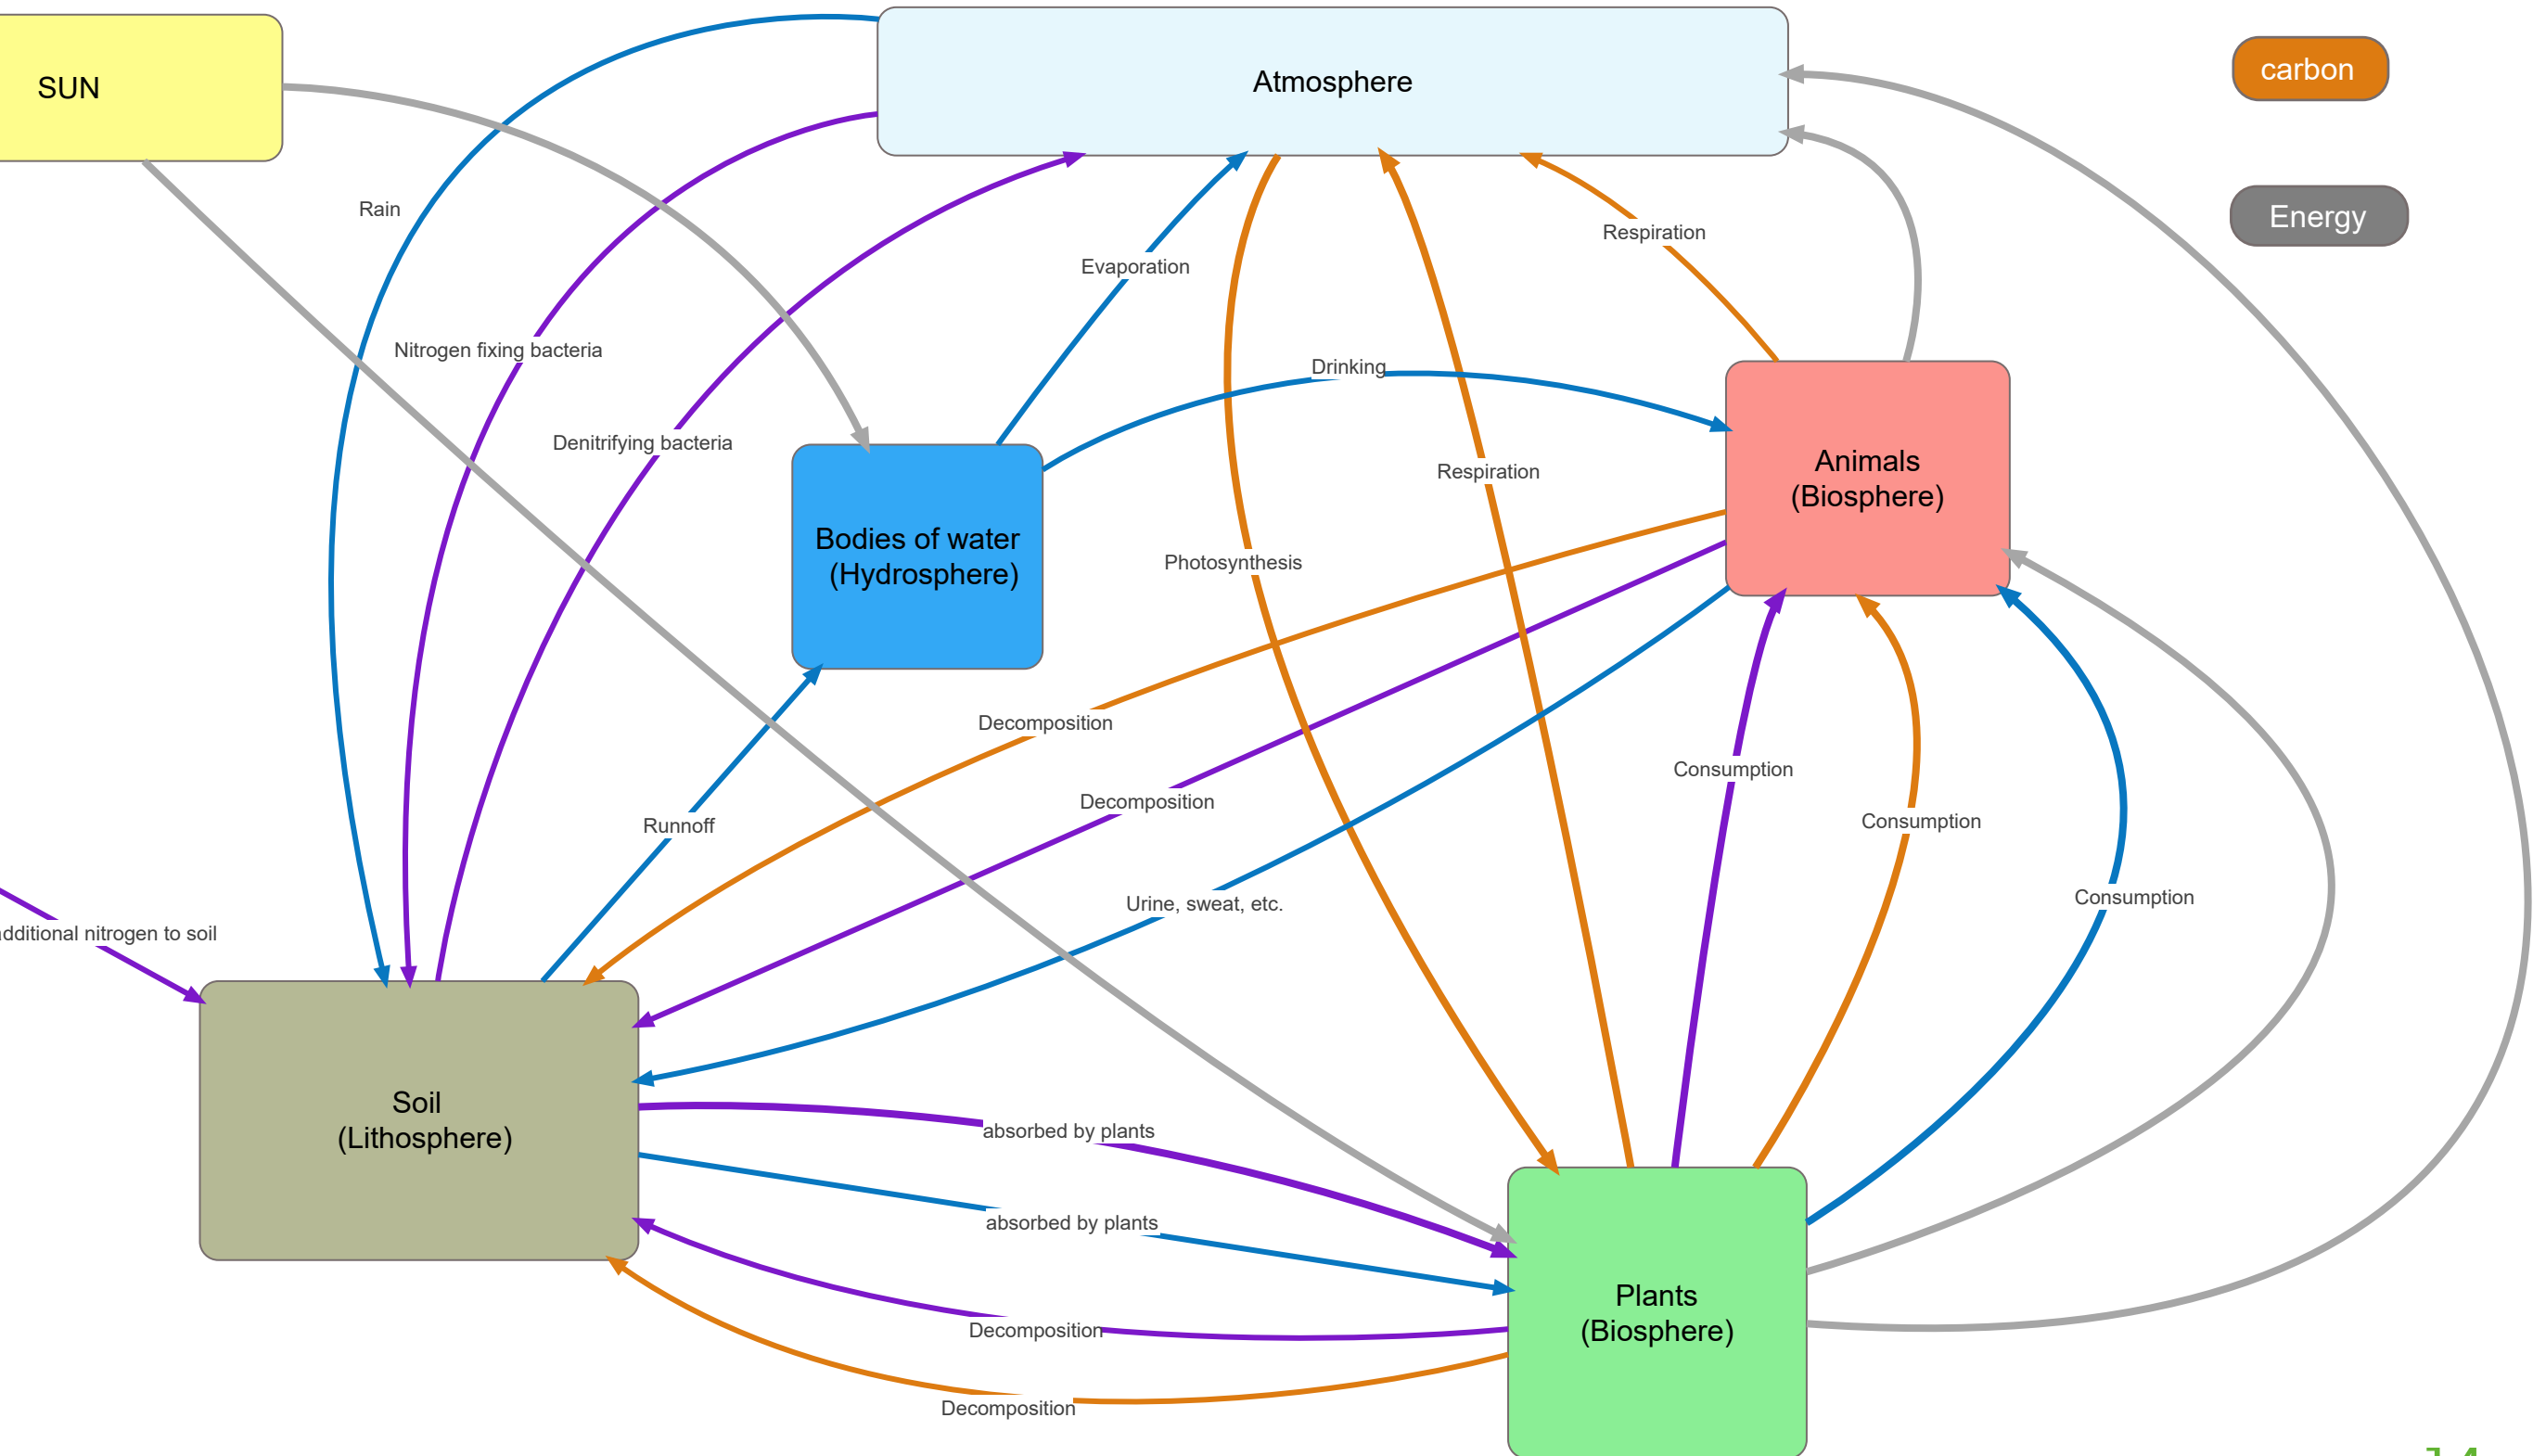 SUN
Atmosphere
carbon
Energy
Rain
Respiration
Evaporation
Nitrogen fixing bacteria
Drinking
Denitrifying bacteria
Respiration
Animals
(Biosphere)
Bodies of water
(Hydrosphere)
Photosynthesis
Decomposition
Consumption
Decomposition
Consumption
Runnoff
Consumption
Urine, sweat, etc.
additional nitrogen to soil
Soil
(Lithosphere)
absorbed by plants
absorbed by plants
Plants
(Biosphere)
Decomposition
Decomposition